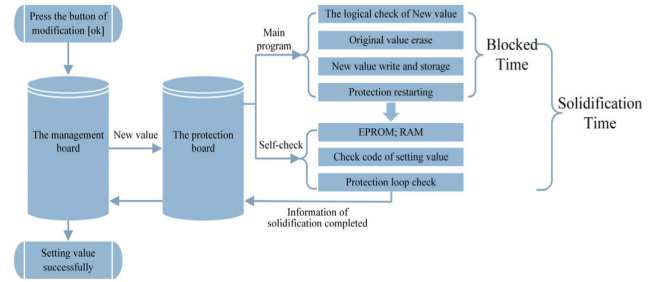 Press the button of
modification [ok]
The management
board
New value
The protection
board
Setting value
successfully
Main
program
The logical check of New value
Original value erase
New value write and storage
Protection restarting
Blocked
Time
Self-check
EPROM; RAM
Check code of setting value
Protection loop check
Solidification
Time
Information of
solidification completed